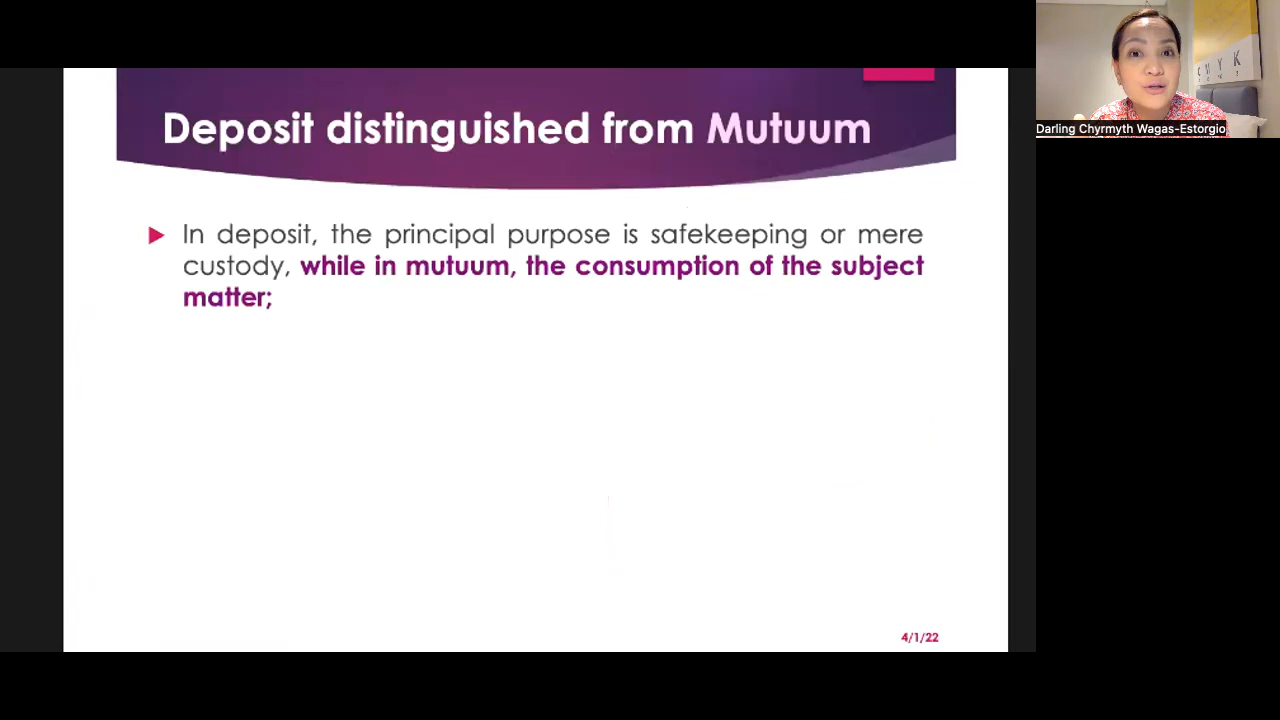 Deposit distinguished from Mutuum
In deposit, the principal purpose is safekeeping or mere
custody, while in mutuum, the consumption of the subject
matter;
4/1/22
Darling Chyrmyth Wagas-Estorgio